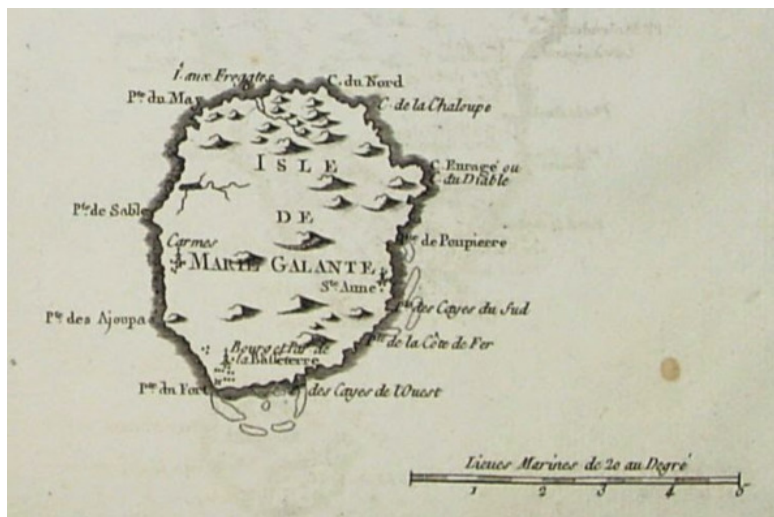 I. aux Fregates
C. du Nord
Pte. du May
C. de la Chaloupe
ISLE
C. Enragé ou
C. du Diable
Pte. de Sable
DE
Pte. de Poupierre
Carmes
MARIE GALANTE
Ste. Anne
Pte. des Cayes du Sud
Pte. des Ajoupa
Pte. de la Côte de Fer
Bourg et Par. de
la Basseterre
Pte. du Fort
des Cayes de l'Ouest
Lieues Marines de 20 au Degré
1 2 3 4 5